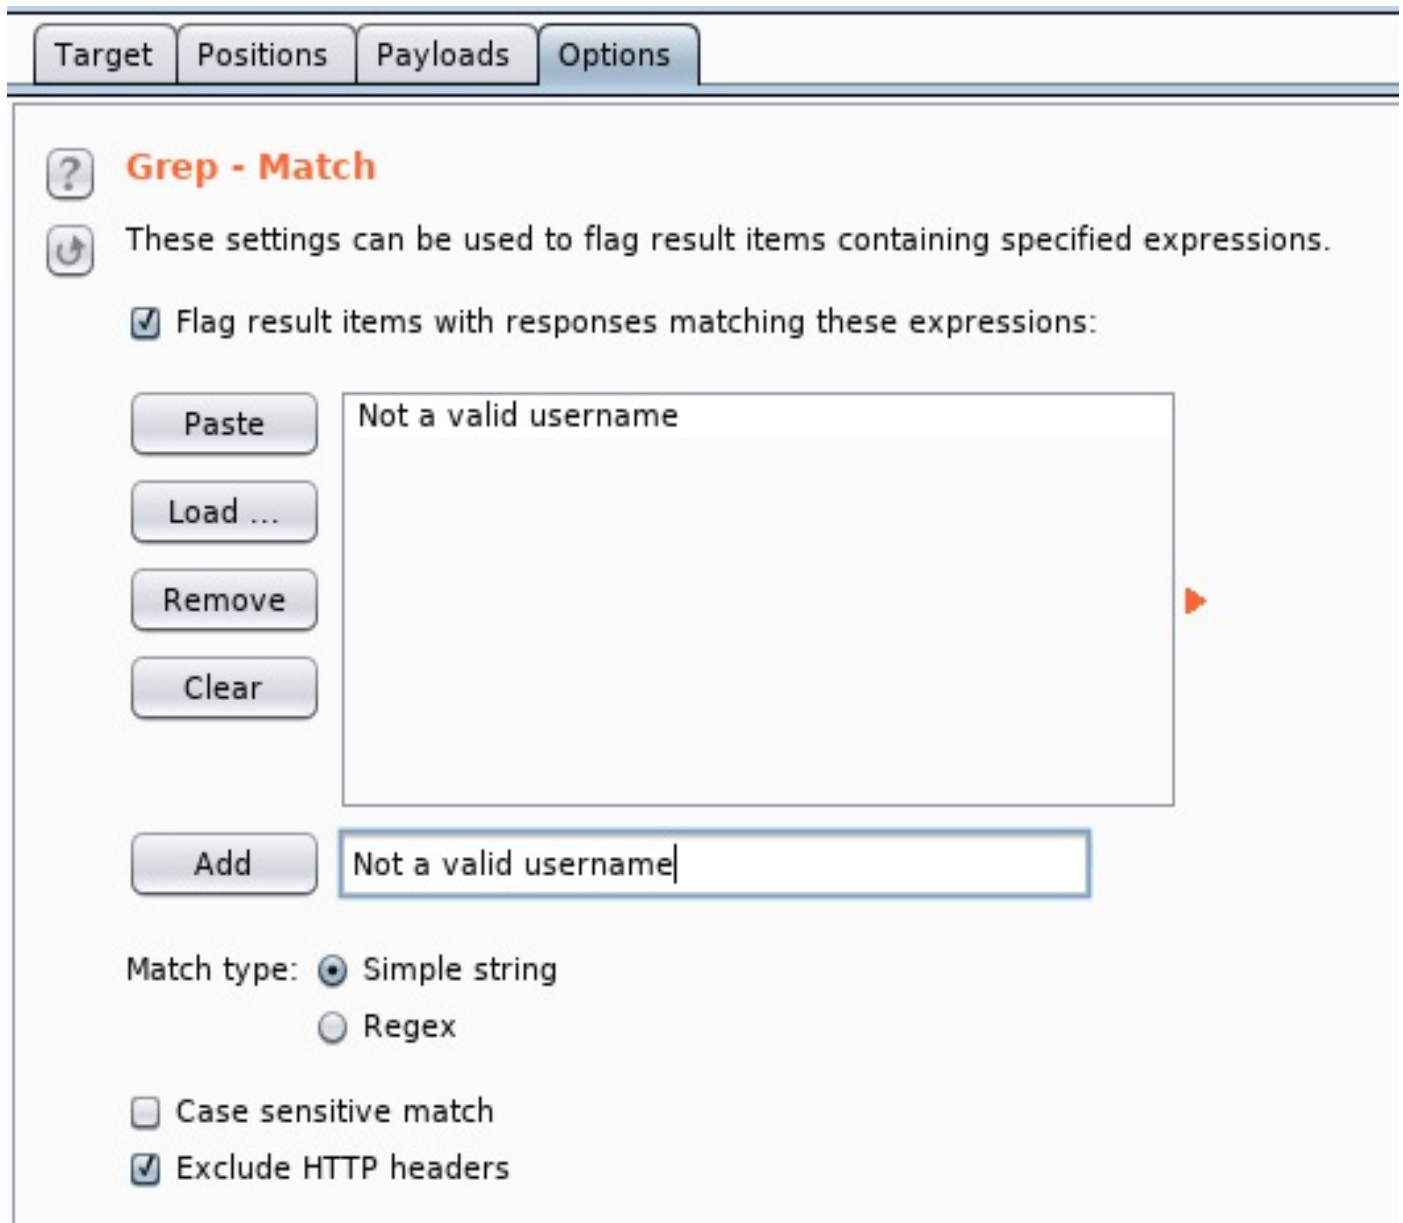 Target Positions Payloads Options
? Grep - Match
These settings can be used to flag result items containing specified expressions.
Flag result items with responses matching these expressions:
Paste Not a valid username
Load ...
Remove
Clear
Add Not a valid username
Match type: Simple string
Regex
Case sensitive match
Exclude HTTP headers